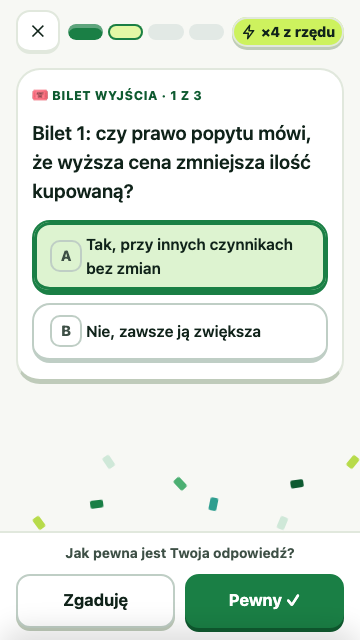 ×4 z rzędu
BILET WYJŚCIA · 1 Z 3
Bilet 1: czy prawo popytu mówi,
że wyższa cena zmniejsza ilość
kupowaną?
A
Tak, przy innych czynnikach
bez zmian
B
Nie, zawsze ją zwiększa
Jak pewna jest Twoja odpowiedź?
Zgaduję
Pewny ✓